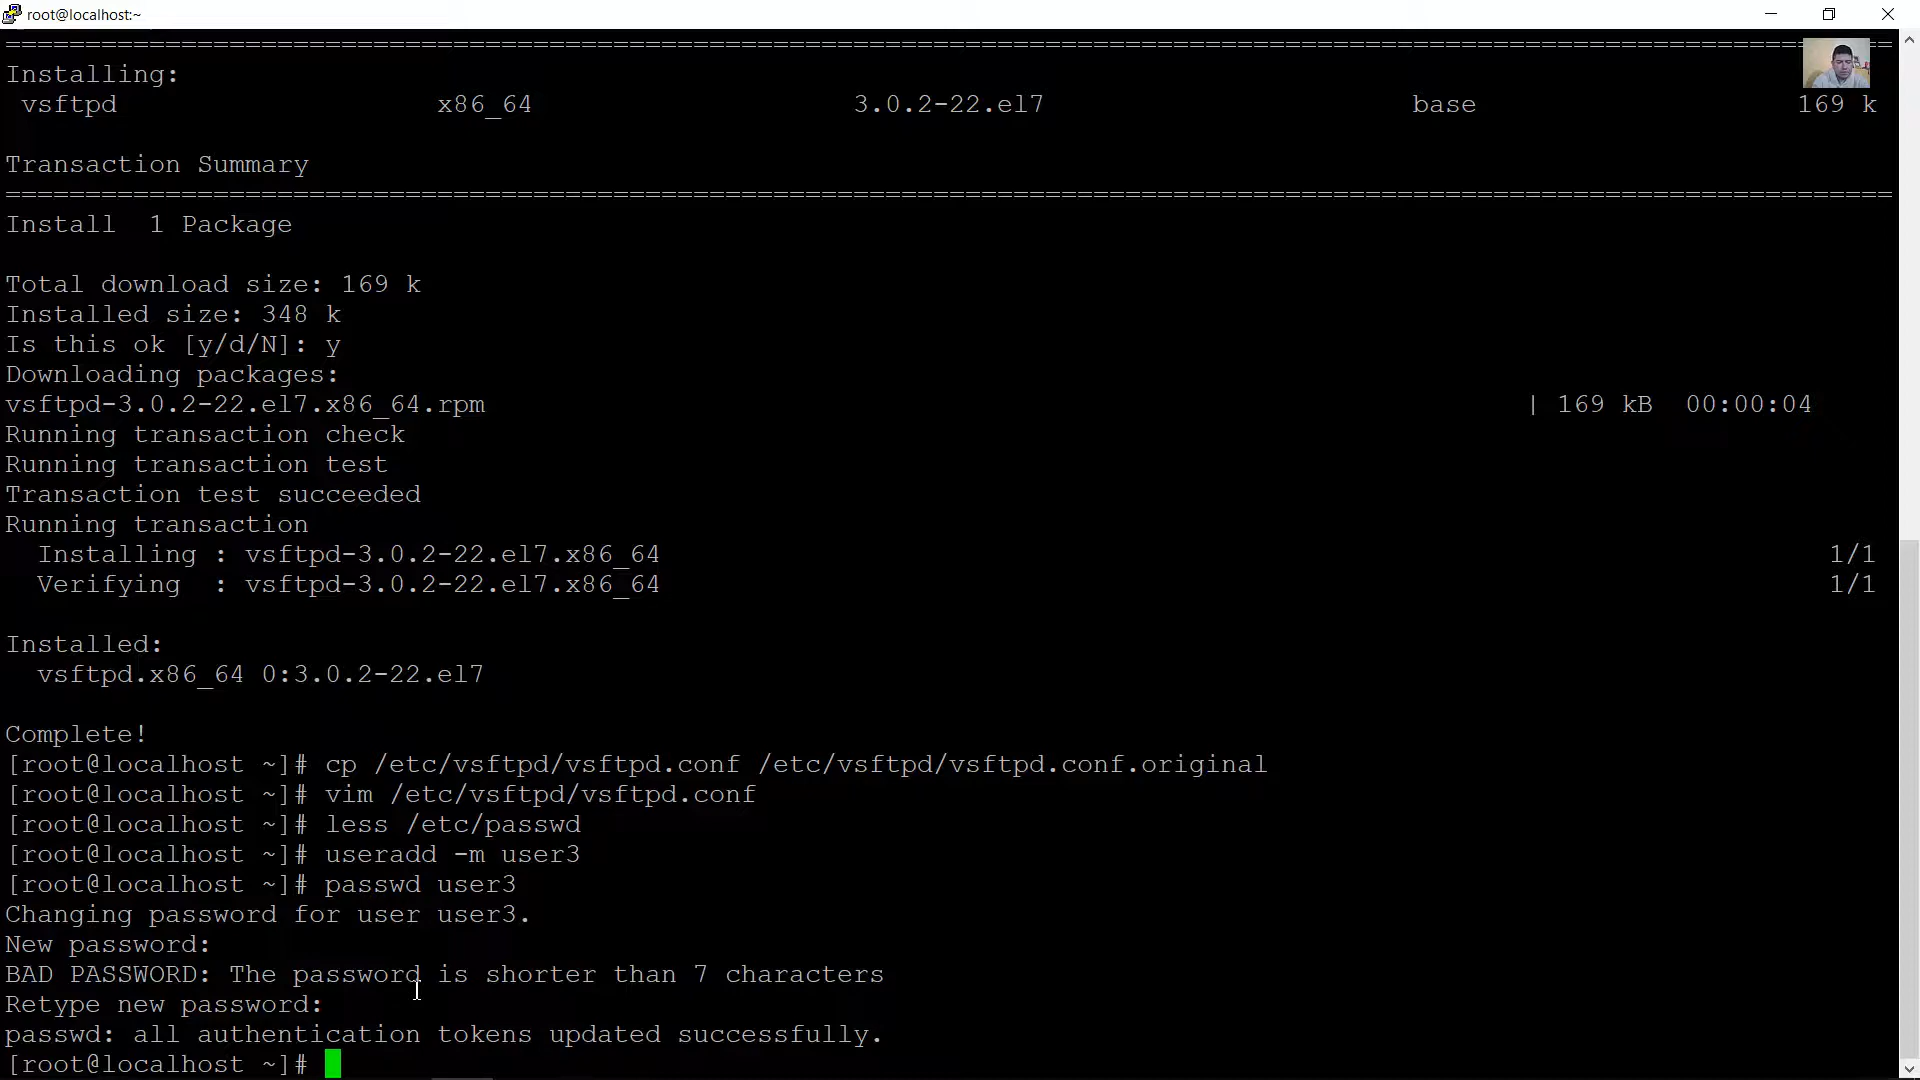 root@localhost:~
================================================================================
Installing:
vsftpd x86_64 3.0.2-22.el7 base 169 k
Transaction Summary
================================================================================
Install 1 Package
Total download size: 169 k
Installed size: 348 k
Is this ok [y/d/N]: y
Downloading packages:
vsftpd-3.0.2-22.el7.x86_64.rpm | 169 kB 00:00:04
Running transaction check
Running transaction test
Transaction test succeeded
Running transaction
Installing : vsftpd-3.0.2-22.el7.x86_64 1/1
Verifying : vsftpd-3.0.2-22.el7.x86_64 1/1
Installed:
vsftpd.x86_64 0:3.0.2-22.el7
Complete!
[root@localhost ~]# cp /etc/vsftpd/vsftpd.conf /etc/vsftpd/vsftpd.conf.original
[root@localhost ~]# vim /etc/vsftpd/vsftpd.conf
[root@localhost ~]# less /etc/passwd
[root@localhost ~]# useradd -m user3
[root@localhost ~]# passwd user3
Changing password for user user3.
New password:
BAD PASSWORD: The password is shorter than 7 characters
Retype new password:
passwd: all authentication tokens updated successfully.
[root@localhost ~]#